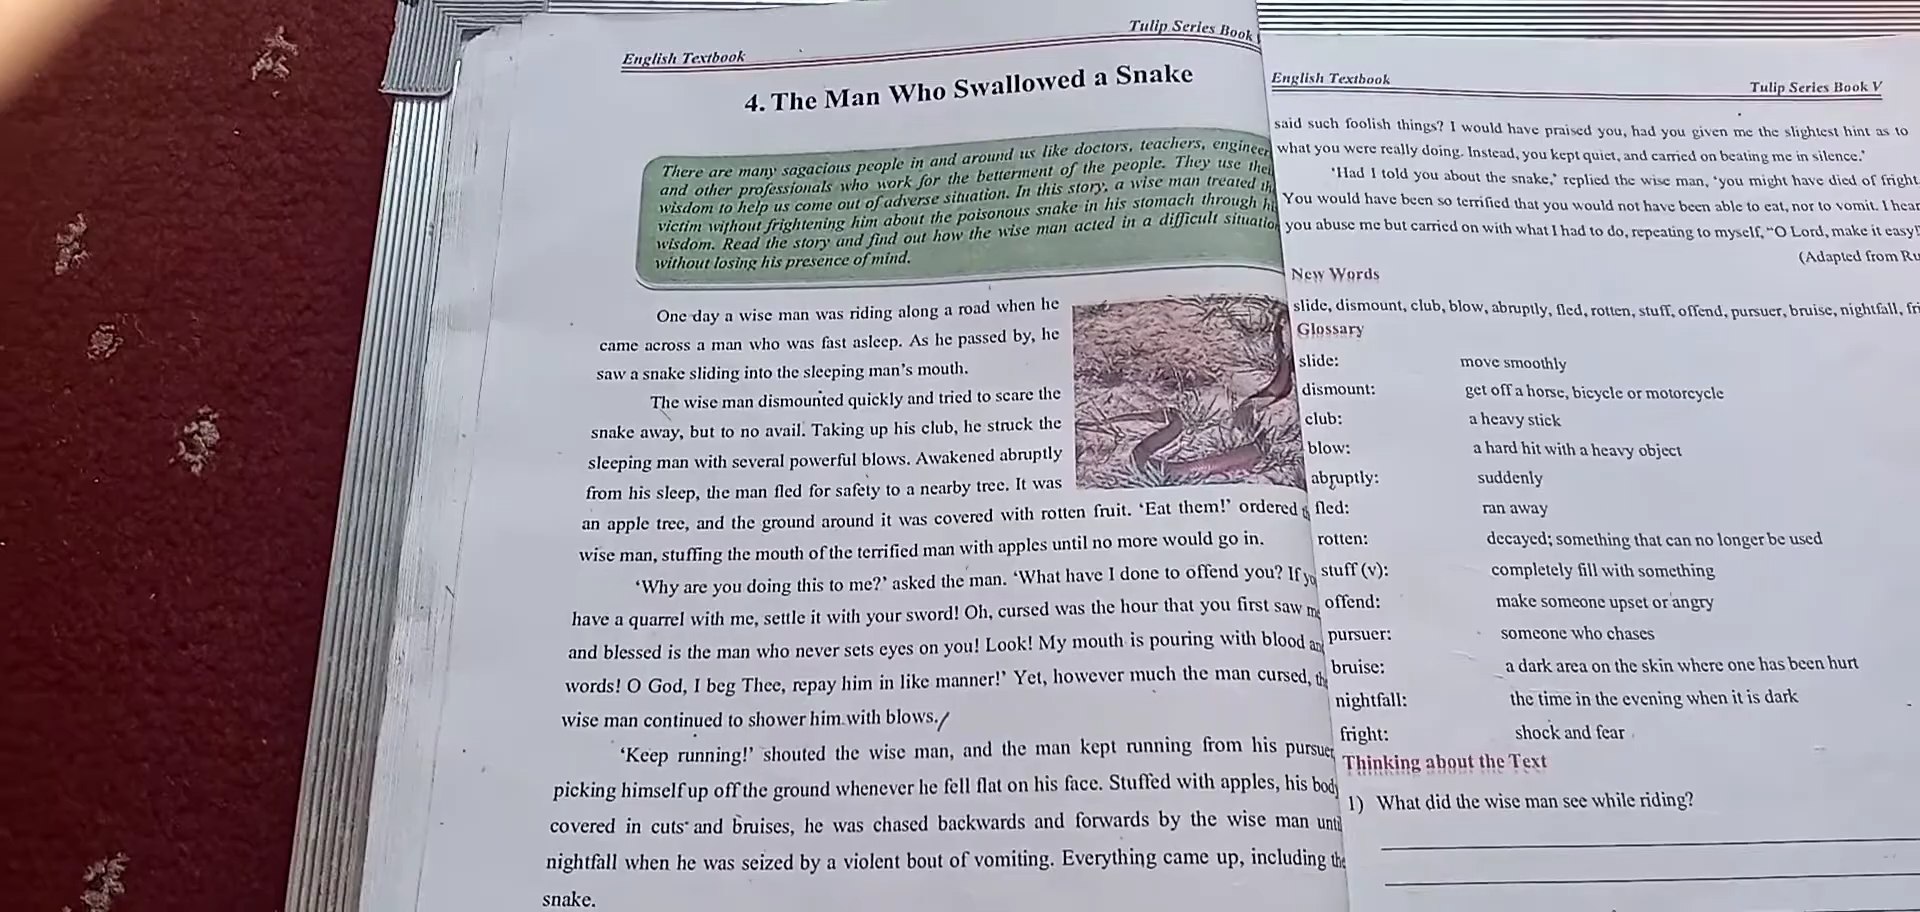 English Textbook
Tulip Series Book
4. The Man Who Swallowed a Snake
There are many sagacious people in and around us like doctors, teachers, engineer
and other professionals who work for the betterment of the people. They use
wisdom to help us come out of adverse situation. In this story, a wise man treated
victim without frightening him about the poisonous snake in his stomach through
wisdom. Read the story and find out how the wise man acted in a difficult situation
without losing his presence of mind.
One day a wise man was riding along a road when he
came across a man who was fast asleep. As he passed by, he
saw a snake sliding into the sleeping man's mouth.
The wise man dismounted quickly and tried to scare the
snake away, but to no avail. Taking up his club, he struck the
sleeping man with several powerful blows. Awakened abruptly
from his sleep, the man fled for safety to a nearby tree. It was
an apple tree, and the ground around it was covered with rotten fruit. 'Eat them!' ordered
wise man, stuffing the mouth of the terrified man with apples until no more would go in.
'Why are you doing this to me?' asked the man. 'What have I done to offend you? If
have a quarrel with me, settle it with your sword! Oh, cursed was the hour that you first saw
and blessed is the man who never sets eyes on you! Look! My mouth is pouring with blood
words! O God, I beg Thee, repay him in like manner!' Yet, however much the man cursed,
wise man continued to shower him with blows.
'Keep running!' shouted the wise man, and the man kept running from his pursuer
picking himself up off the ground whenever he fell flat on his face. Stuffed with apples, his body
covered in cuts and bruises, he was chased backwards and forwards by the wise man
nightfall when he was seized by a violent bout of vomiting. Everything came up, including the
snake.
English Textbook
Tulip Series Book V
said such foolish things? I would have praised you, had you given me the slightest hint as to
what you were really doing. Instead, you kept quiet, and carried on beating me in silence.'
'Had I told you about the snake,' replied the wise man, 'you might have died of fright.
You would have been so terrified that you would not have been able to eat, nor to vomit. I
you abuse me but carried on with what I had to do, repeating to myself, "O Lord, make it easy!
(Adapted from
New Words
slide, dismount, club, blow, abruptly, fled, rotten, stuff, offend, pursuer, bruise, nightfall,
Glossary
slide: move smoothly
dismount: get off a horse, bicycle or motorcycle
club: a heavy stick
blow: a hard hit with a heavy object
abruptly: suddenly
fled: ran away
rotten: decayed; something that can no longer be used
stuff (v): completely fill with something
offend: make someone upset or angry
pursuer: someone who chases
bruise: a dark area on the skin where one has been hurt
nightfall: the time in the evening when it is dark
fright: shock and fear
Thinking about the Text
1) What did the wise man see while riding?